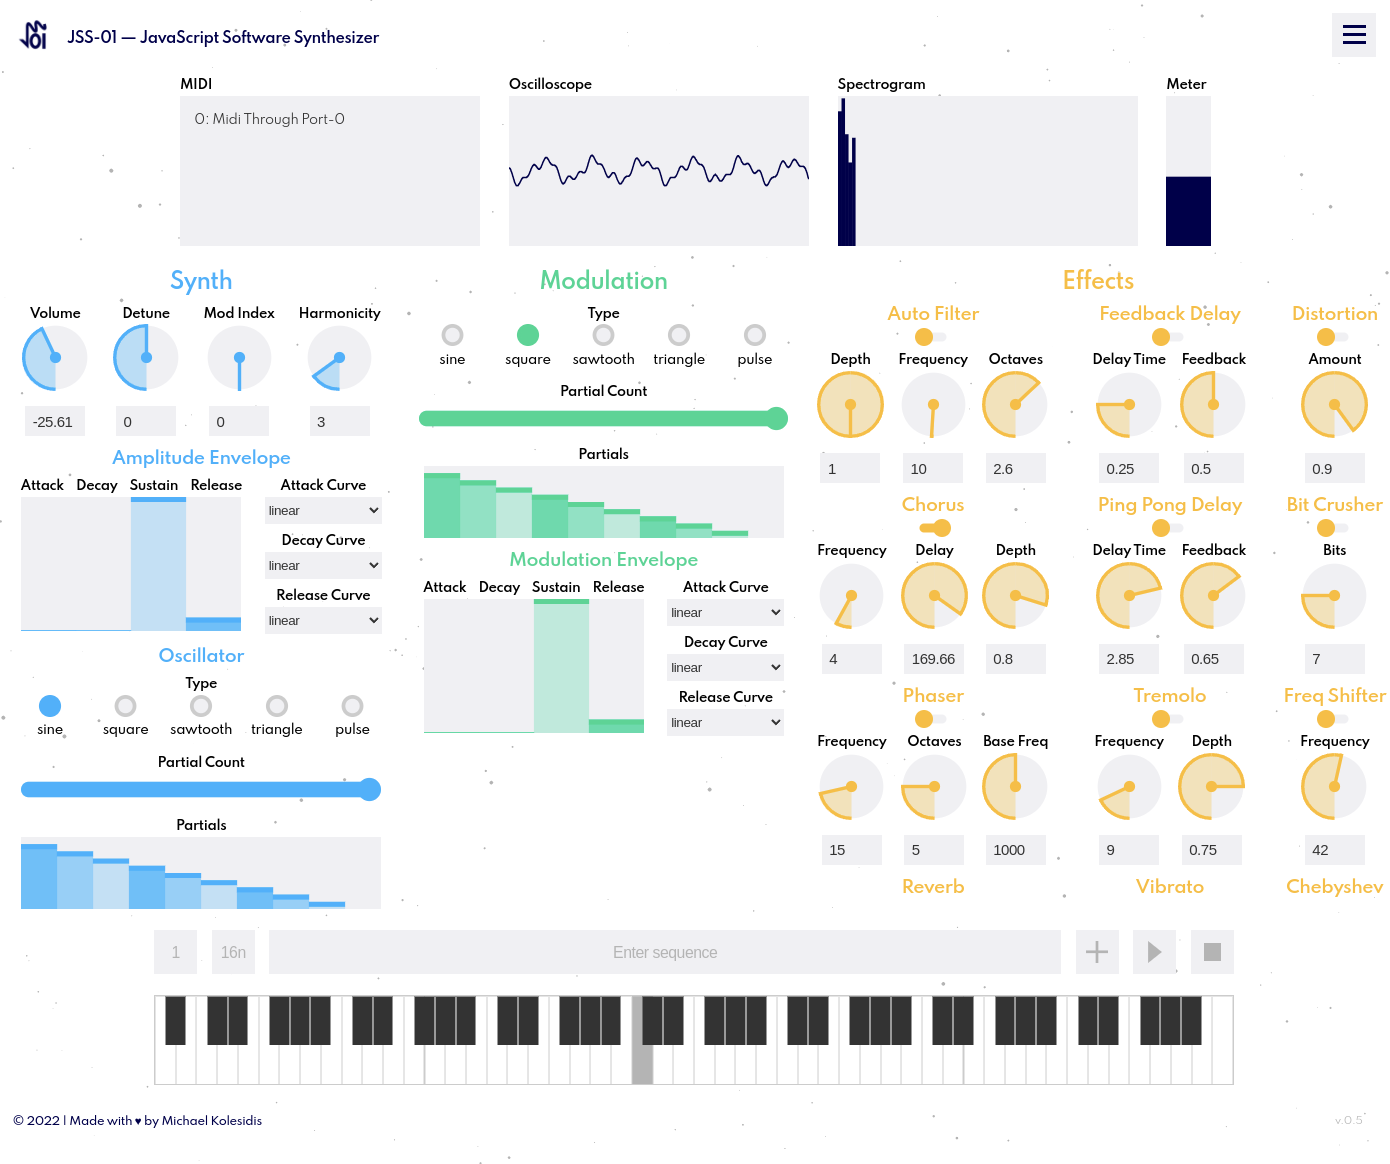 JSS-01 — JavaScript Software Synthesizer
MIDI
Oscilloscope
Spectrogram
Meter
0: Midi Through Port-0
Synth
Modulation
Effects
Volume Detune Mod Index Harmonicity
-25.61 0 0 3
Amplitude Envelope
Attack Decay Sustain Release
Attack Curve
linear
Decay Curve
linear
Release Curve
linear
Oscillator
Type
sine square sawtooth triangle pulse
Partial Count
Partials
Type
sine square sawtooth triangle pulse
Partial Count
Partials
Modulation Envelope
Attack Decay Sustain Release
Attack Curve
linear
Decay Curve
linear
Release Curve
linear
Auto Filter
Depth Frequency Octaves
1 10 2.6
Feedback Delay
Delay Time Feedback
0.25 0.5
Distortion
Amount
0.9
Chorus
Frequency Delay Depth
4 169.66 0.8
Ping Pong Delay
Delay Time Feedback
2.85 0.65
Bit Crusher
Bits
7
Phaser
Frequency Octaves Base Freq
15 5 1000
Tremolo
Frequency Depth
9 0.75
Freq Shifter
Frequency
42
Reverb
Vibrato
Chebyshev
1 16n Enter sequence
© 2022 | Made with ♥ by Michael Kolesidis
v.0.5